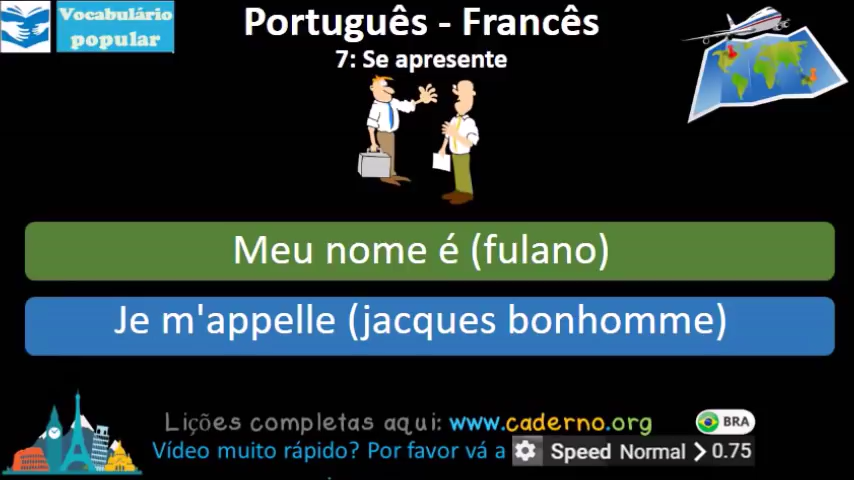 Vocabulário
popular
Português - Francês
7: Se apresente
Meu nome é (fulano)
Je m'appelle (jacques bonhomme)
Lições completas aqui: www.caderno.org
BRA
Vídeo muito rápido? Por favor vá a Speed Normal > 0.75